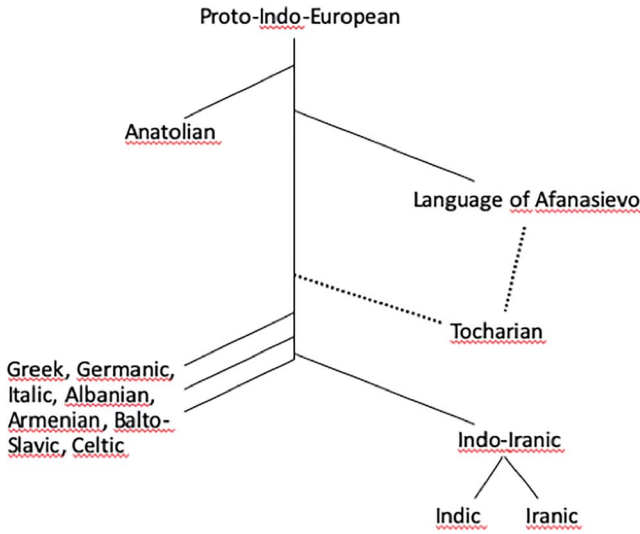 Proto-Indo-European
Anatolian
Language of Afanasievo
Tocharian
Greek, Germanic,
Italic, Albanian,
Armenian, Balto-
Slavic, Celtic
Indo-Iranic
Indic
Iranic